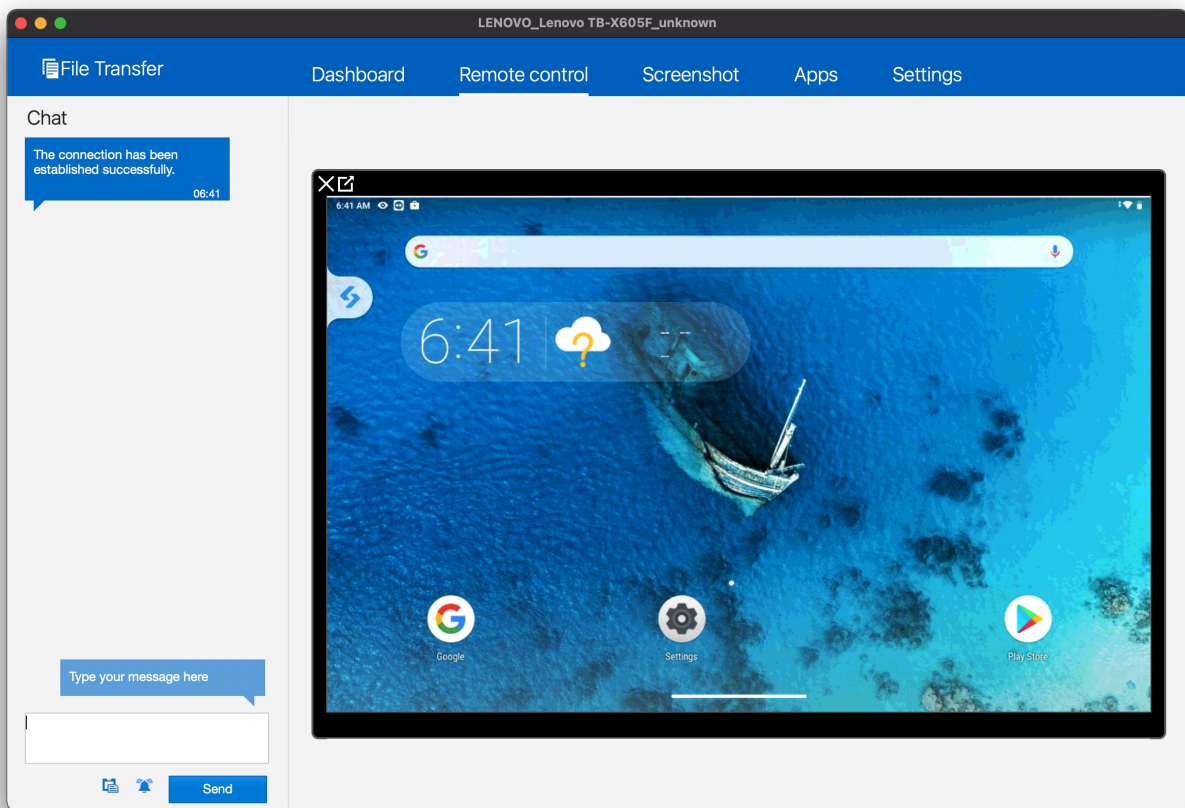 LENOVO_Lenovo TB-X605F_unknown
File Transfer
Dashboard
Remote control
Screenshot
Apps
Settings
Chat
The connection has been
established successfully.
06:41
6:41 AM
6:41
Google
Settings
Play Store
Type your message here
Send